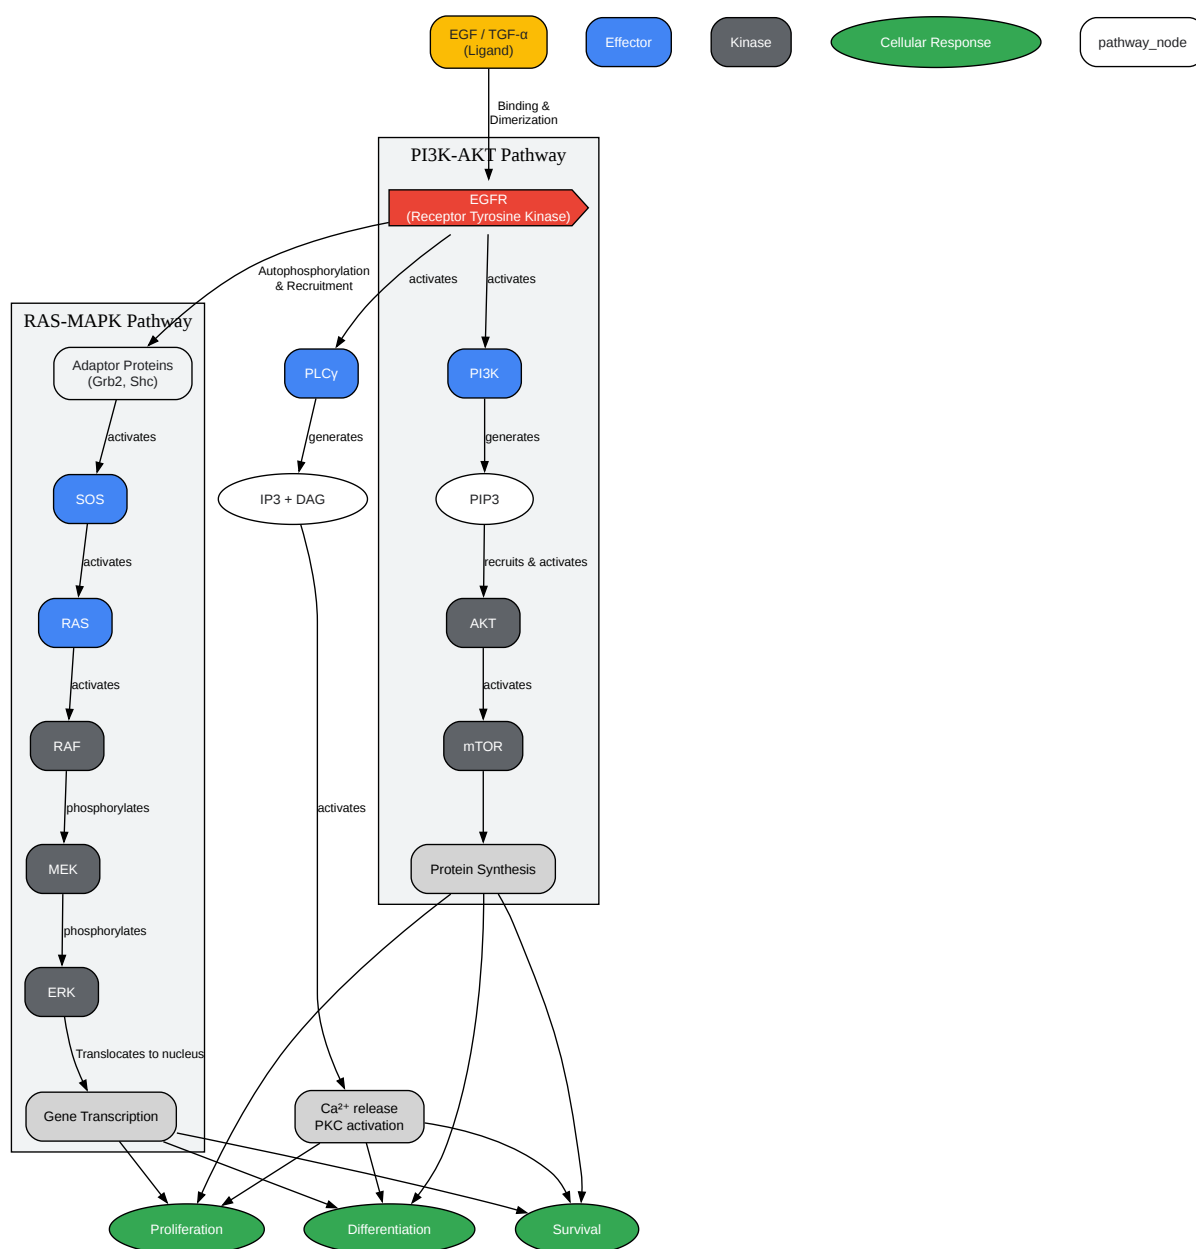 EGF / TGF-α
(Ligand)
Effector
Kinase
Cellular Response
pathway_node
Binding &
Dimerization
PI3K-AKT Pathway
EGFR
(Receptor Tyrosine Kinase)
Autophosphorylation
& Recruitment
activates
activates
RAS-MAPK Pathway
Adaptor Proteins
(Grb2, Shc)
PLCγ
PI3K
activates
generates
generates
SOS
IP3 + DAG
PIP3
activates
recruits & activates
RAS
AKT
activates
activates
RAF
mTOR
phosphorylates
activates
MEK
Protein Synthesis
phosphorylates
ERK
Translocates to nucleus
Gene Transcription
Ca²⁺ release
PKC activation
Proliferation
Differentiation
Survival